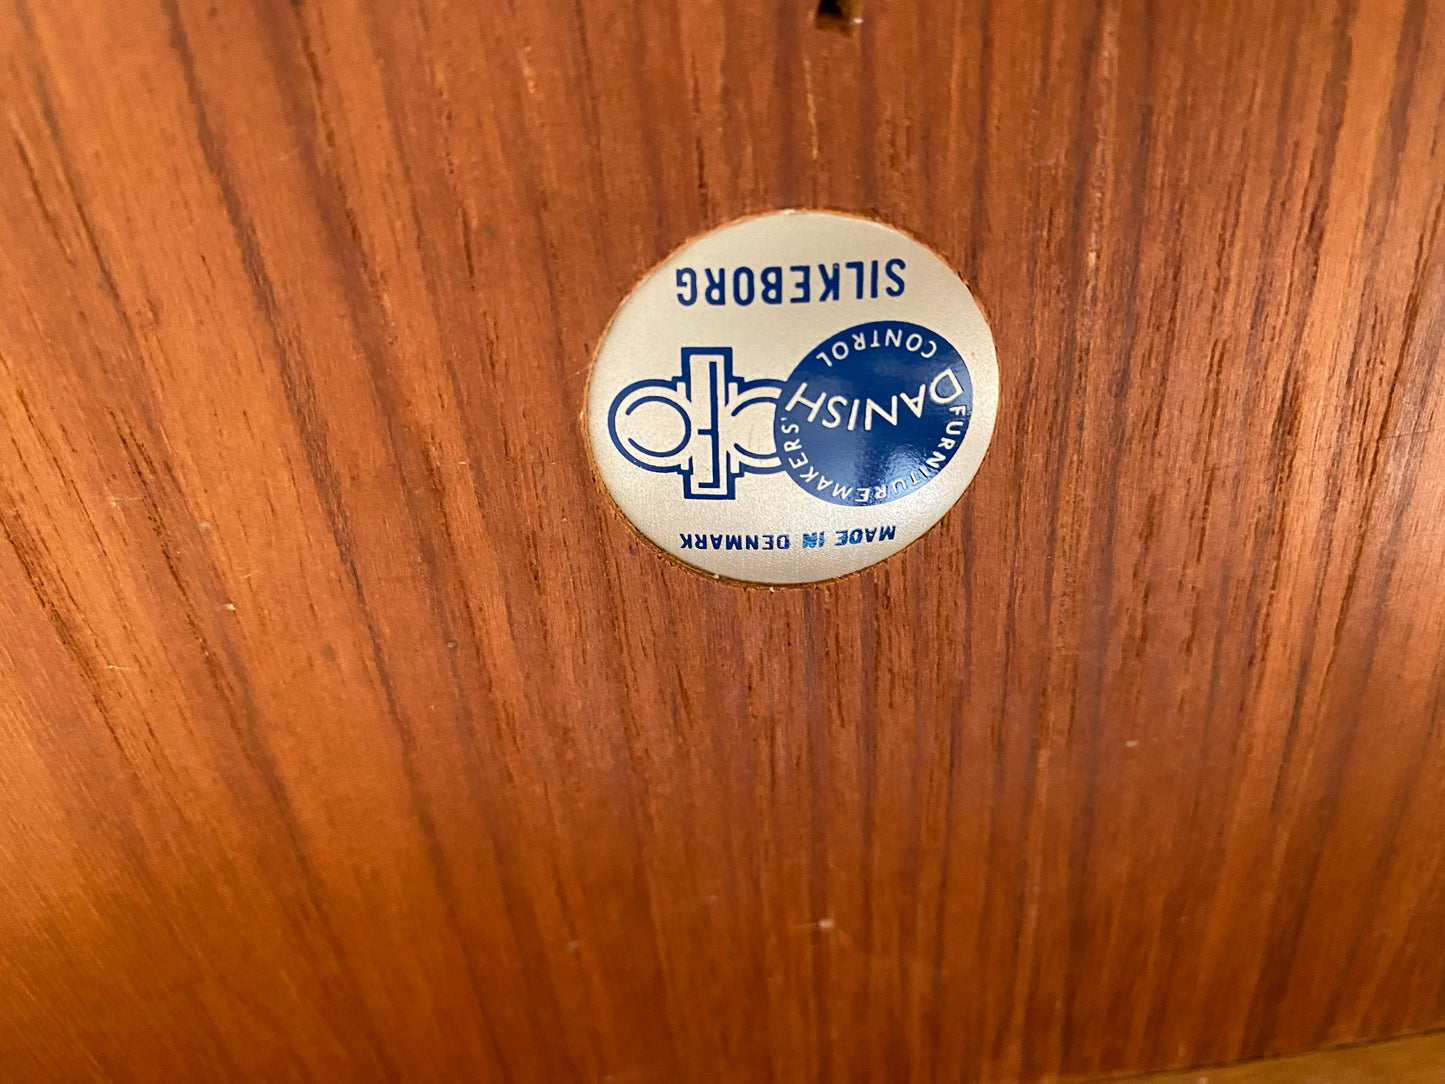 MADE IN DENMARK
DANISH
FURNITUREMAKERS'
CONTROL
SILKEBORG